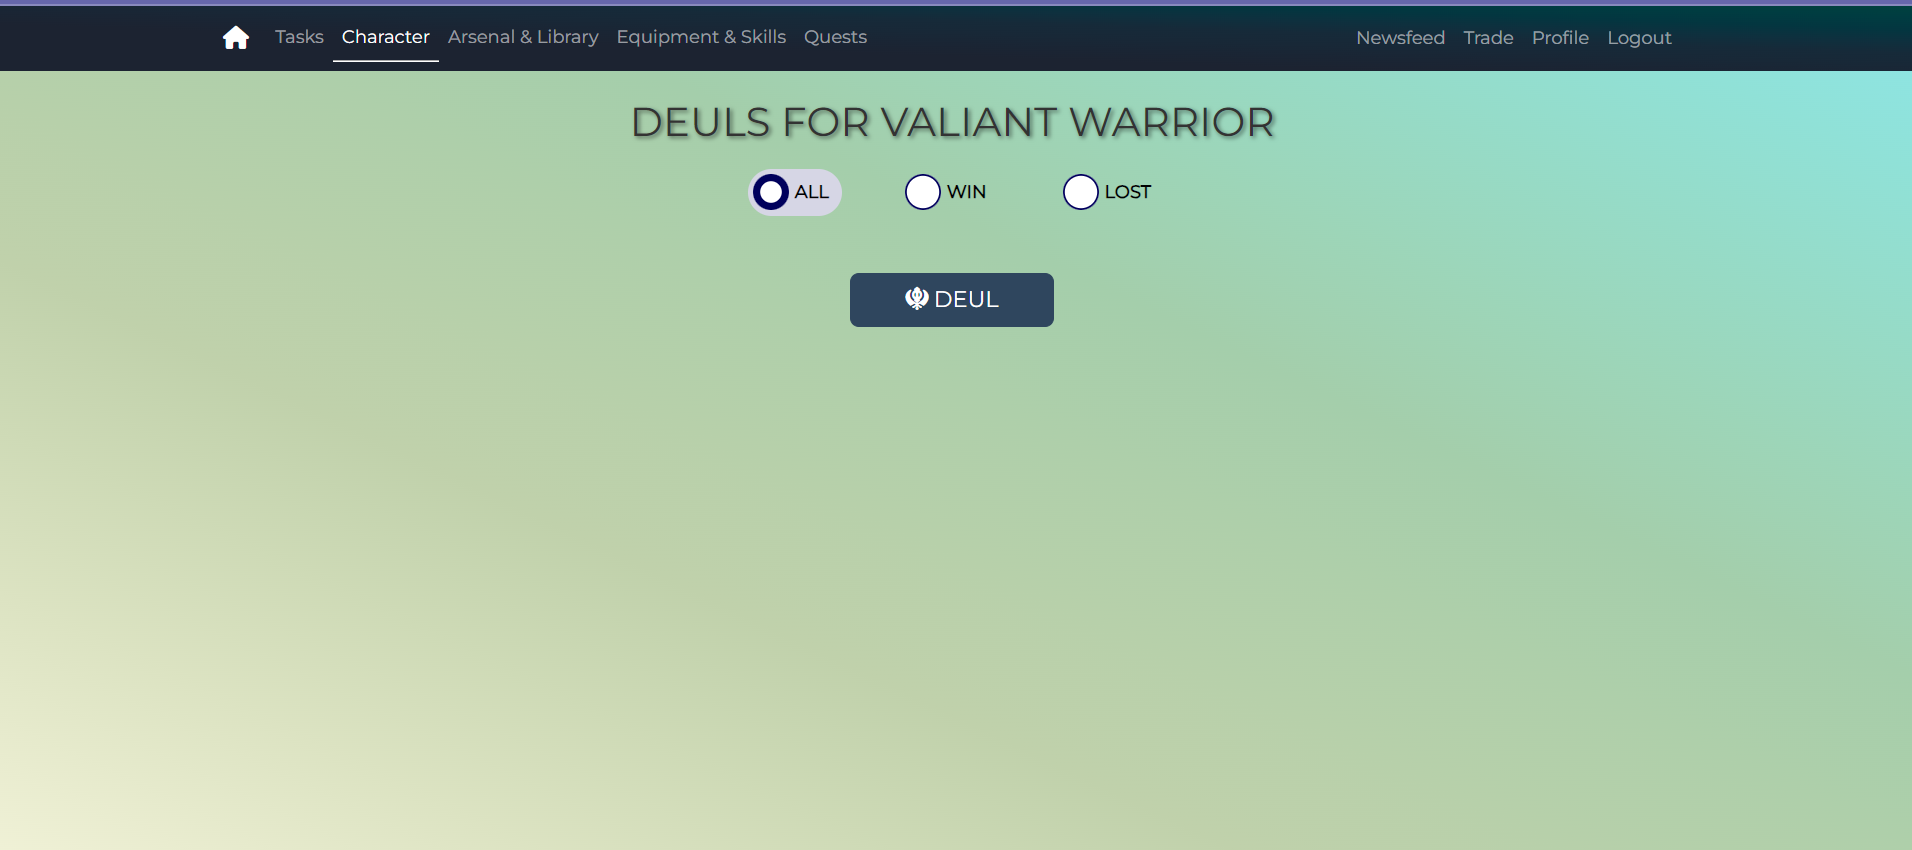 Tasks Character Arsenal & Library Equipment & Skills Quests Newsfeed Trade Profile Logout
DEULS FOR VALIANT WARRIOR
ALL WIN LOST
DEUL